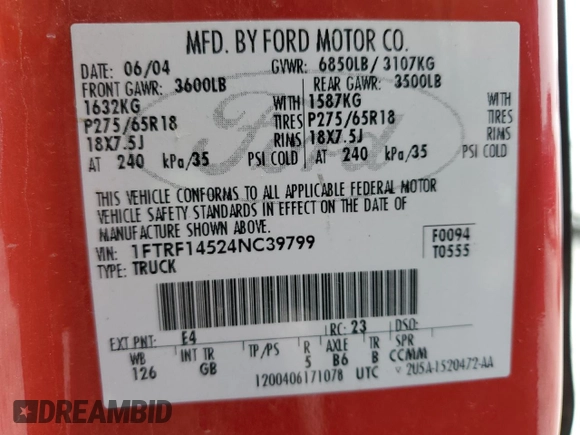 MFD. BY FORD MOTOR CO.
DATE: 06/04 GVWR: 6850LB/ 3107KG
FRONT GAWR: 3600LB REAR GAWR: 3500LB
1632KG WITH 1587KG WITH
P275/65R18 TIRES P275/65R18 TIRES
18X7.5J RIMS 18X7.5J RIMS
AT 240 kPa/35 PSI COLD AT 240 kPa/35 PSI COLD
THIS VEHICLE CONFORMS TO ALL APPLICABLE FEDERAL MOTOR
VEHICLE SAFETY STANDARDS IN EFFECT ON THE DATE OF
MANUFACTURE SHOWN ABOVE.
VIN: 1FTRF14524NC39799 F0094
TYPE: TRUCK T0555
EXT PNT: E4 RC: 23 DSO:
WB INT TR TP/PS R AXLE TR SPR
126 GB 5 B6 B CCMM
1200406171078 UTC 2U5A-1520472-AA
Ford
DREAMBID